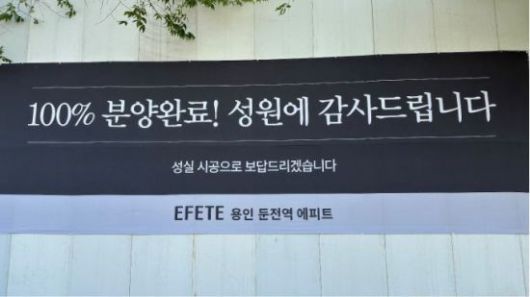 100% 분양완료! 성원에 감사드립니다
성실 시공으로 보답드리겠습니다
EFETE 용인 둔전역 에피트